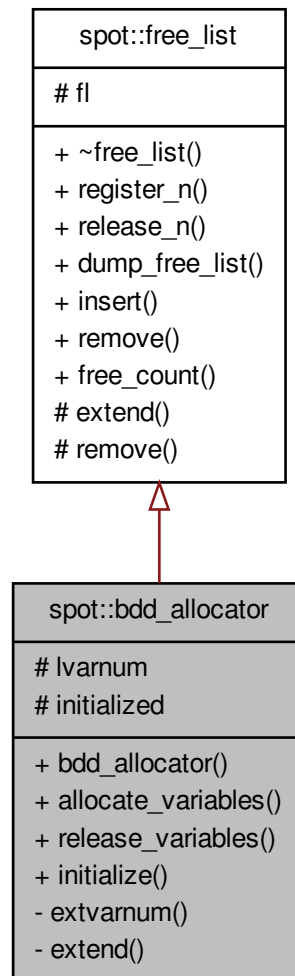 spot::free_list
# fl
+ ~free_list()
+ register_n()
+ release_n()
+ dump_free_list()
+ insert()
+ remove()
+ free_count()
# extend()
# remove()
spot::bdd_allocator
# lvarnum
# initialized
+ bdd_allocator()
+ allocate_variables()
+ release_variables()
+ initialize()
- extvarnum()
- extend()